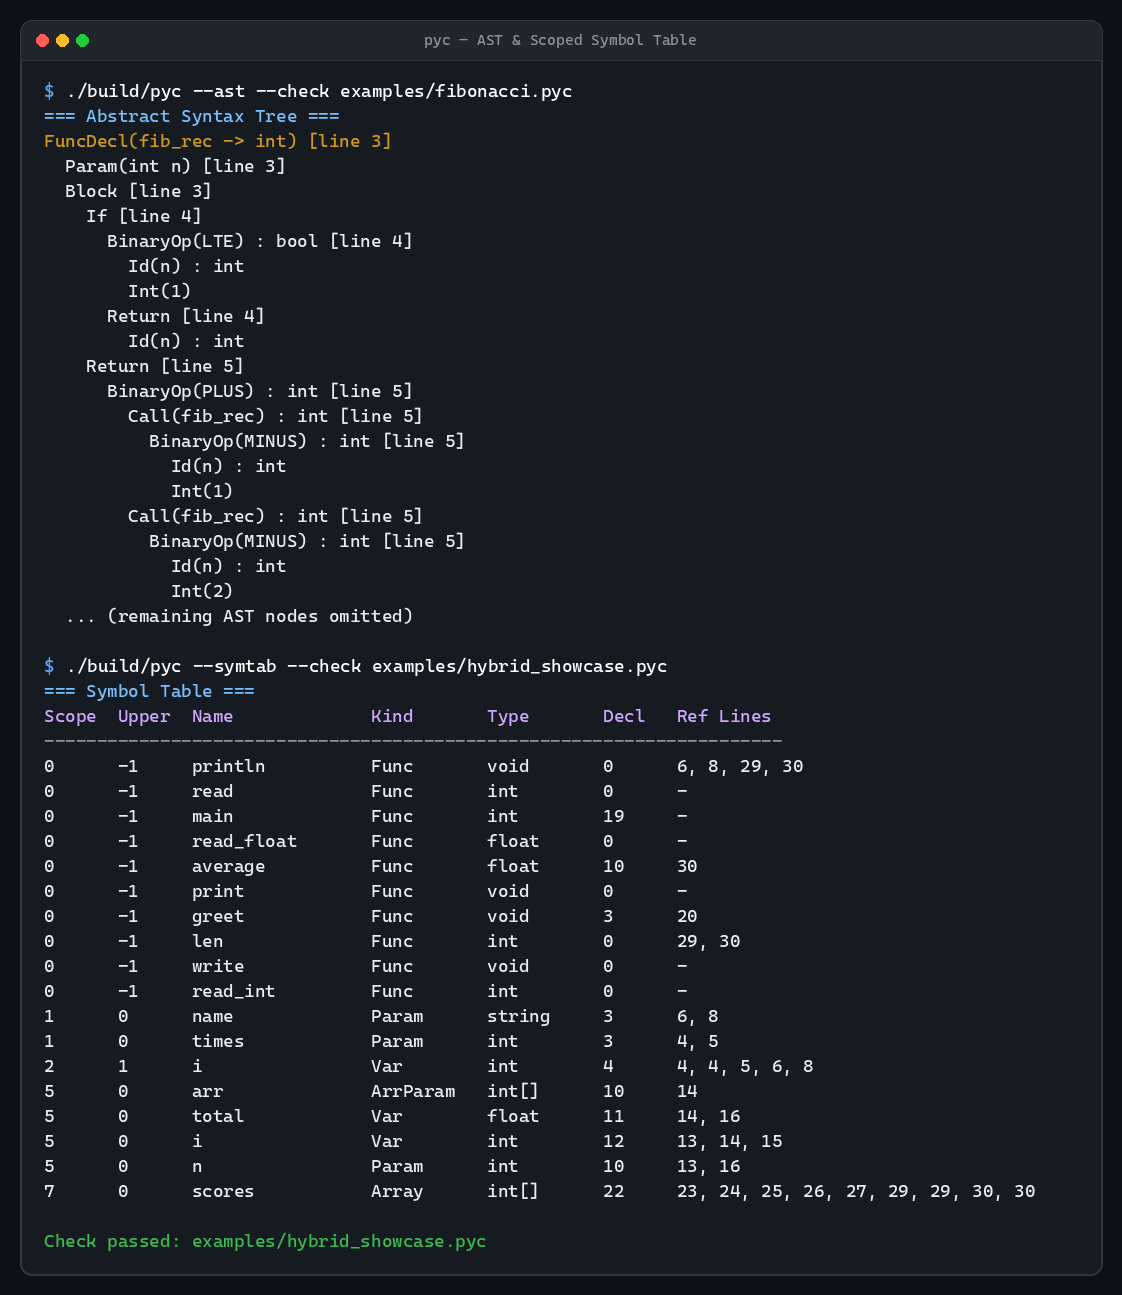 pyc — AST & Scoped Symbol Table
$ ./build/pyc --ast --check examples/fibonacci.pyc
=== Abstract Syntax Tree ===
FuncDecl(fib_rec -> int) [line 3]
  Param(int n) [line 3]
  Block [line 3]
    If [line 4]
      BinaryOp(LTE) : bool [line 4]
        Id(n) : int
        Int(1)
      Return [line 4]
        Id(n) : int
    Return [line 5]
      BinaryOp(PLUS) : int [line 5]
        Call(fib_rec) : int [line 5]
          BinaryOp(MINUS) : int [line 5]
            Id(n) : int
            Int(1)
        Call(fib_rec) : int [line 5]
          BinaryOp(MINUS) : int [line 5]
            Id(n) : int
            Int(2)
  ... (remaining AST nodes omitted)
$ ./build/pyc --symtab --check examples/hybrid_showcase.pyc
=== Symbol Table ===
Scope  Upper  Name             Kind       Type       Decl   Ref Lines
----------------------------------------------------------------------
0      -1     println          Func       void       0      6, 8, 29, 30
0      -1     read             Func       int        0      -
0      -1     main             Func       int        19     -
0      -1     read_float       Func       float      0      -
0      -1     average          Func       float      10     30
0      -1     print            Func       void       0      -
0      -1     greet            Func       void       3      20
0      -1     len              Func       int        0      29, 30
0      -1     write            Func       void       0      -
0      -1     read_int         Func       int        0      -
1      0      name             Param      string     3      6, 8
1      0      times            Param      int        3      4, 5
2      1      i                Var        int        4      4, 4, 5, 6, 8
5      0      arr              ArrParam   int[]      10     14
5      0      total            Var        float      11     14, 16
5      0      i                Var        int        12     13, 14, 15
5      0      n                Param      int        10     13, 16
7      0      scores           Array      int[]      22     23, 24, 25, 26, 27, 29, 29, 30, 30
Check passed: examples/hybrid_showcase.pyc